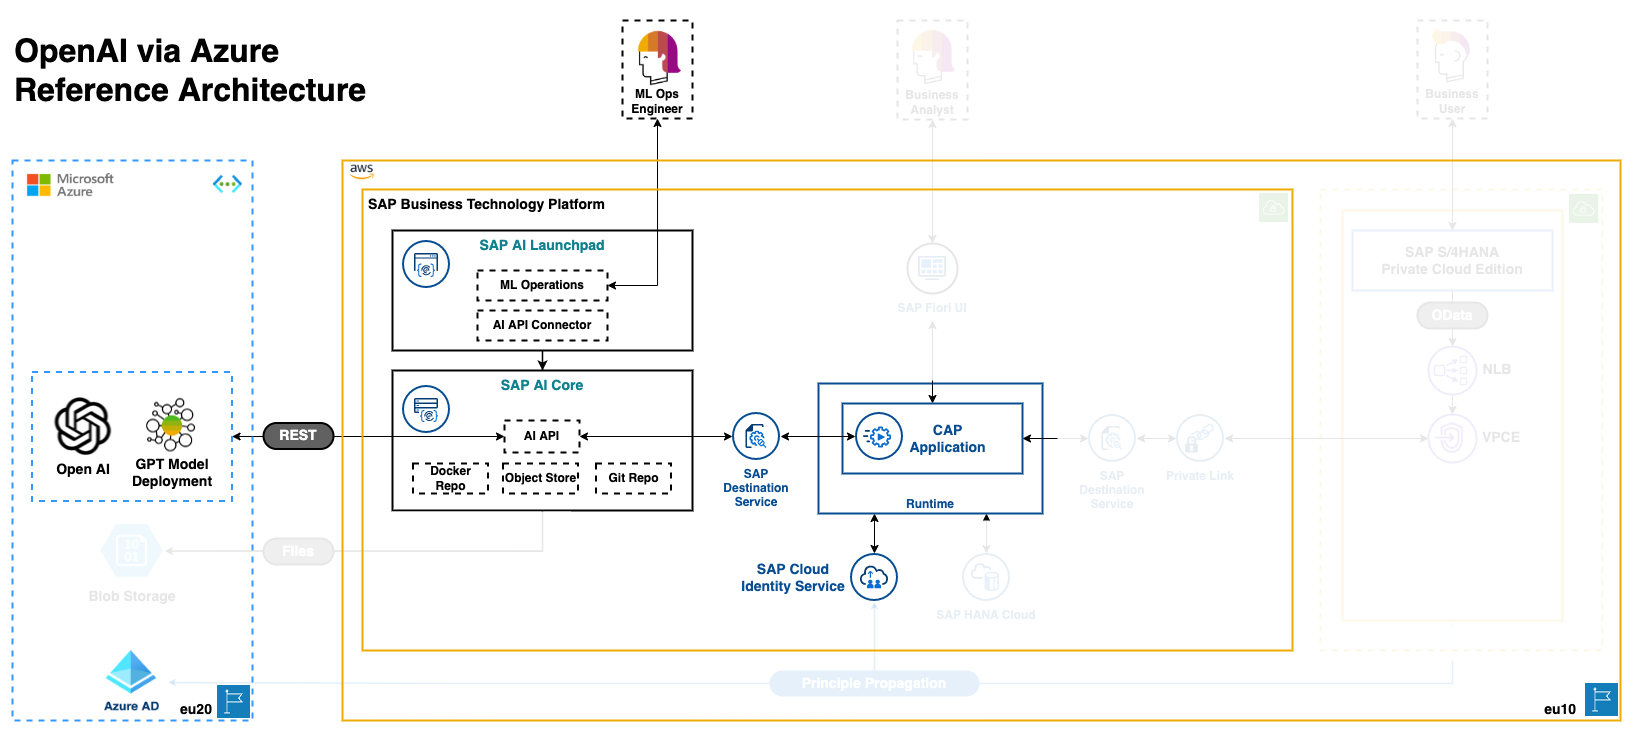 OpenAI via Azure
Reference Architecture
ML Ops
Engineer
Business
Analyst
Business
User
Microsoft
Azure
aws
SAP Business Technology Platform
SAP AI Launchpad
ML Operations
AI API Connector
SAP Fiori UI
SAP S/4HANA
Private Cloud Edition
OData
NLB
VPCE
SAP AI Core
AI API
Docker
Repo
Object Store
Git Repo
Open AI
GPT Model
Deployment
REST
SAP
Destination
Service
CAP
Application
Runtime
SAP
Destination
Service
Private Link
10
01
Blob Storage
Files
SAP Cloud
Identity Service
SAP HANA Cloud
Azure AD
eu20
Principle Propagation
eu10